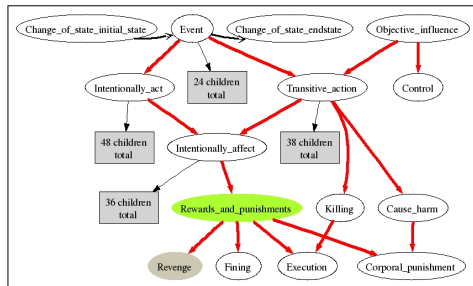 Change_of_state_initial_state
Event
Change_of_state_endstate
Objective_influence
24 children
total
Intentionally_act
Transitive_action
Control
48 children
total
Intentionally_affect
38 children
total
36 children
total
Rewards_and_punishments
Killing
Cause_harm
Revenge
Fining
Execution
Corporal_punishment